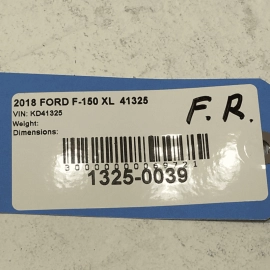 2018 FORD F-150 XL 41325
F.R.
VIN: KD41325
Weight:
Dimensions:
3000000066721
1325-0039